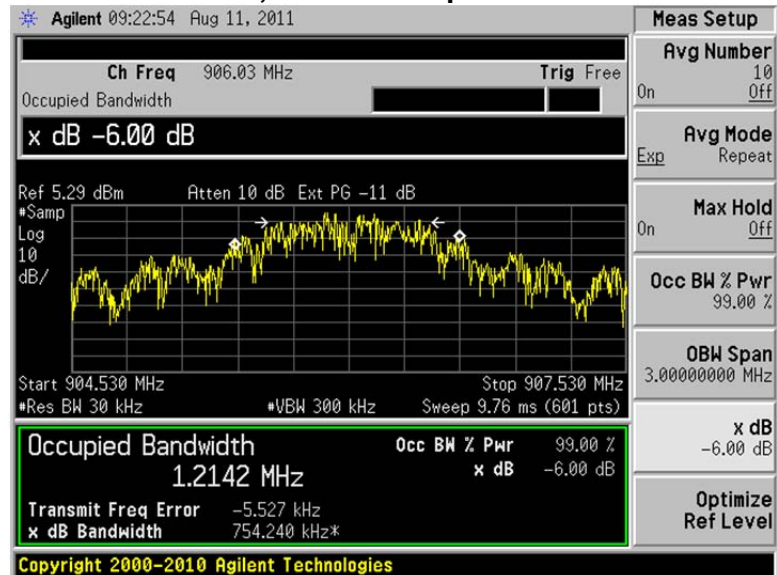 Agilent 09:22:54 Aug 11, 2011
Meas Setup
Ch Freq 906.03 MHz Trig Free
Occupied Bandwidth
x dB -6.00 dB
Ref 5.29 dBm Atten 10 dB Ext PG -11 dB
#Samp
Log
10
dB/
Start 904.530 MHz Stop 907.530 MHz
#Res BW 30 kHz #VBW 300 kHz Sweep 9.76 ms (601 pts)
Occupied Bandwidth Occ BW % Pwr 99.00 %
1.2142 MHz x dB -6.00 dB
Transmit Freq Error -5.527 kHz
x dB Bandwidth 754.240 kHz*
Copyright 2000-2010 Agilent Technologies
Avg Number
10
On Off
Avg Mode
Exp Repeat
Max Hold
On Off
Occ BW % Pwr
99.00 %
OBW Span
3.00000000 MHz
x dB
-6.00 dB
Optimize
Ref Level